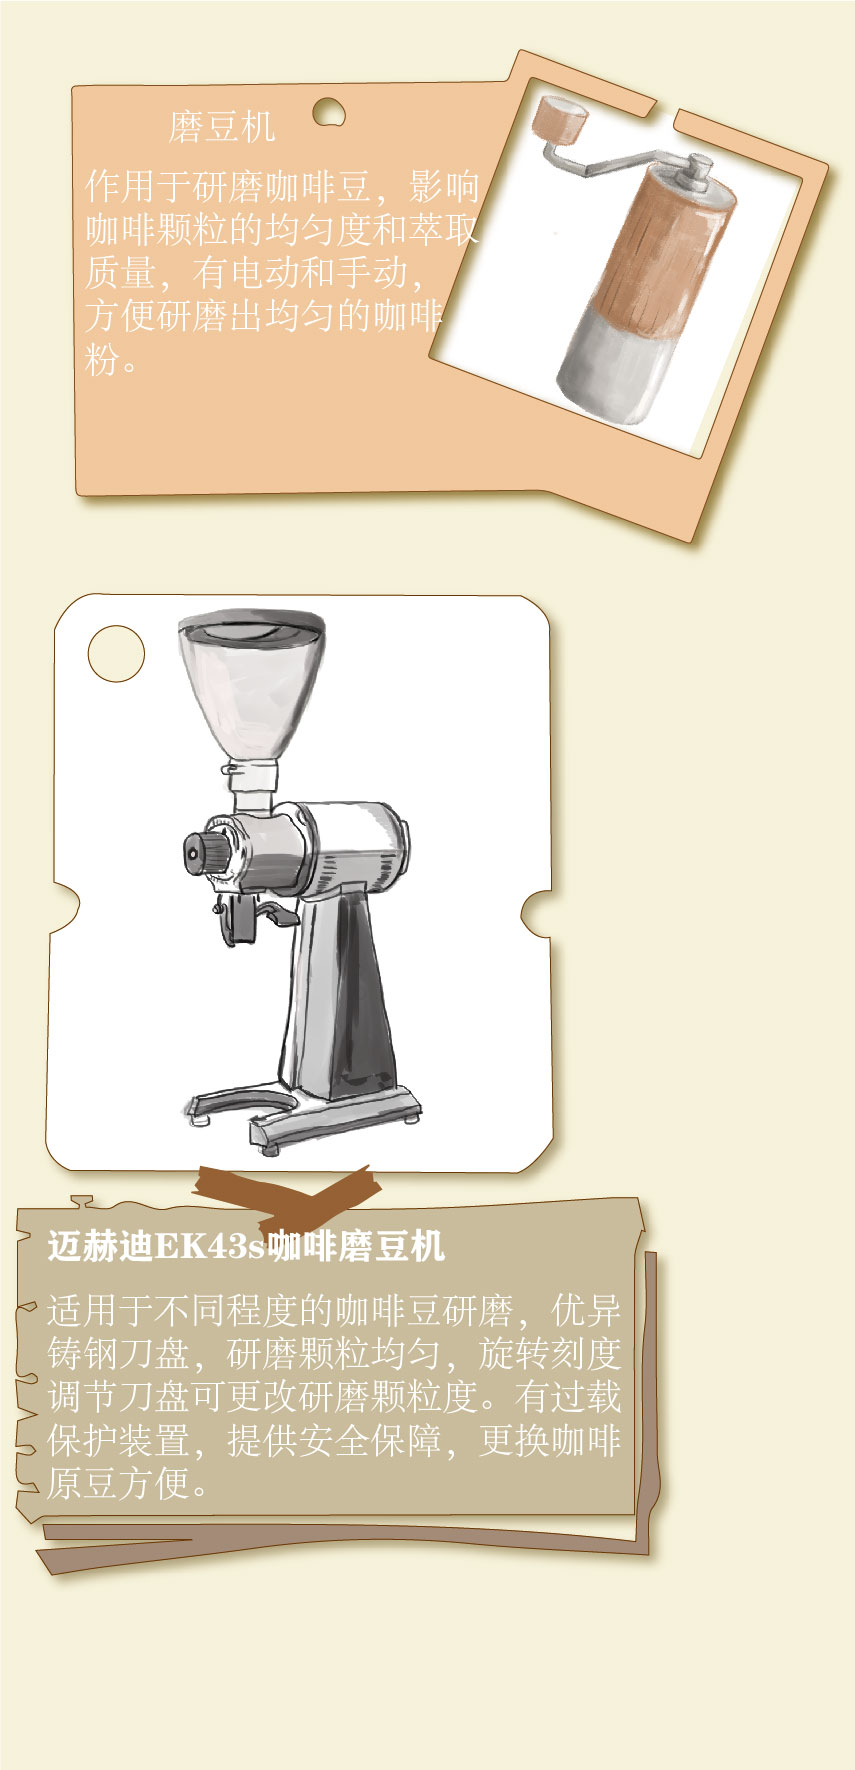 磨豆机
作用于研磨咖啡豆，影响
咖啡颗粒的均匀度和萃取
质量，有电动和手动，
方便研磨出均匀的咖啡
粉。
迈赫迪EK43s咖啡磨豆机
适用于不同程度的咖啡豆研磨，优异
铸钢刀盘，研磨颗粒均匀，旋转刻度
调节刀盘可更改研磨颗粒度。有过载
保护装置，提供安全保障，更换咖啡
原豆方便。